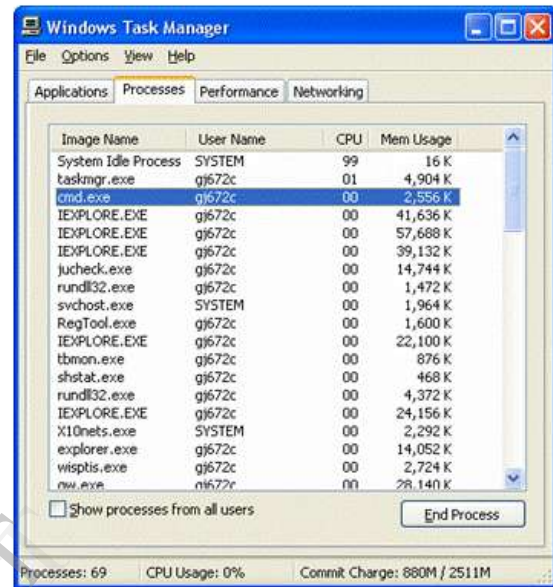 Windows Task Manager
File Options View Help
Applications Processes Performance Networking
Image Name User Name CPU Mem Usage
System Idle Process SYSTEM 99 16 K
taskmgr.exe gj672c 01 4,904 K
cmd.exe gj672c 00 2,556 K
IEXPLORE.EXE gj672c 00 41,636 K
IEXPLORE.EXE gj672c 00 57,688 K
IEXPLORE.EXE gj672c 00 39,132 K
jucheck.exe gj672c 00 14,744 K
rundll32.exe gj672c 00 1,472 K
svchost.exe SYSTEM 00 1,964 K
RegTool.exe gj672c 00 1,600 K
IEXPLORE.EXE gj672c 00 22,100 K
tbmon.exe gj672c 00 876 K
shstat.exe gj672c 00 468 K
rundll32.exe gj672c 00 4,372 K
IEXPLORE.EXE gj672c 00 24,156 K
X10nets.exe SYSTEM 00 2,292 K
explorer.exe gj672c 00 14,052 K
wisptis.exe gj672c 00 2,724 K
gw.exe gj672c 00 28,140 K
Show processes from all users End Process
Processes: 69 CPU Usage: 0% Commit Charge: 880M / 2511M